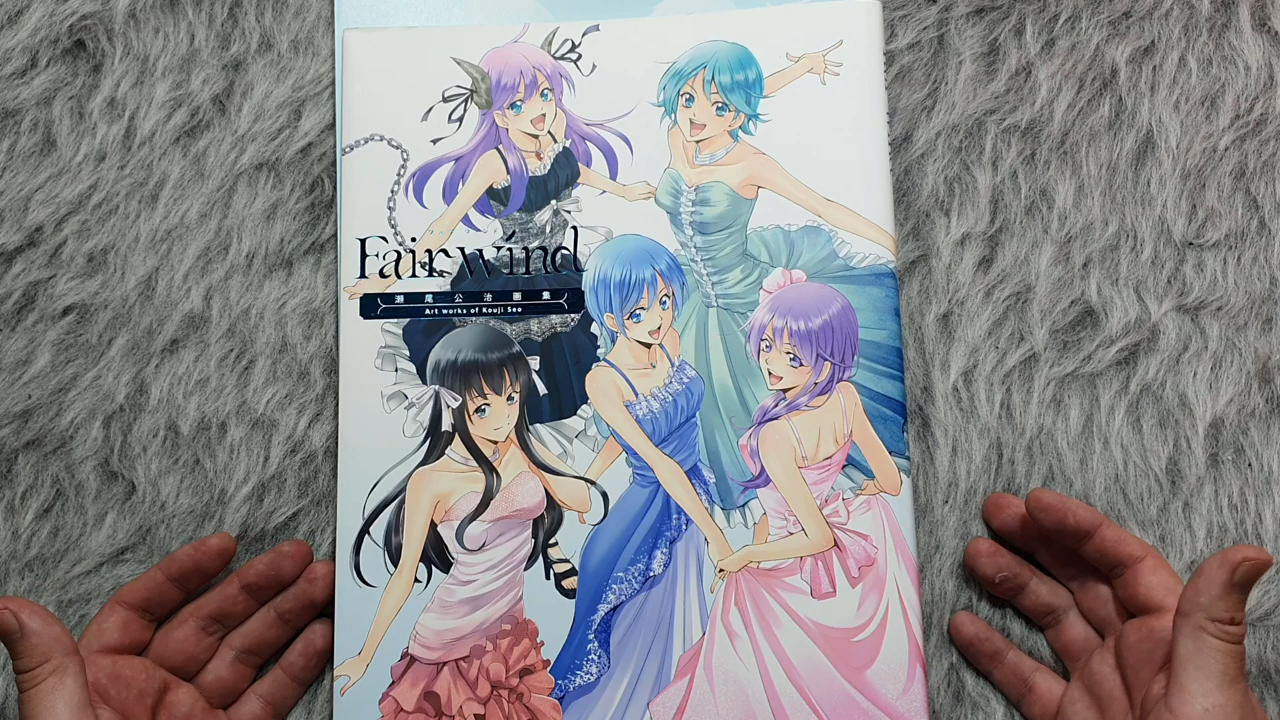 Fairwind
瀬尾公治画集
Art works of Kouji Seo